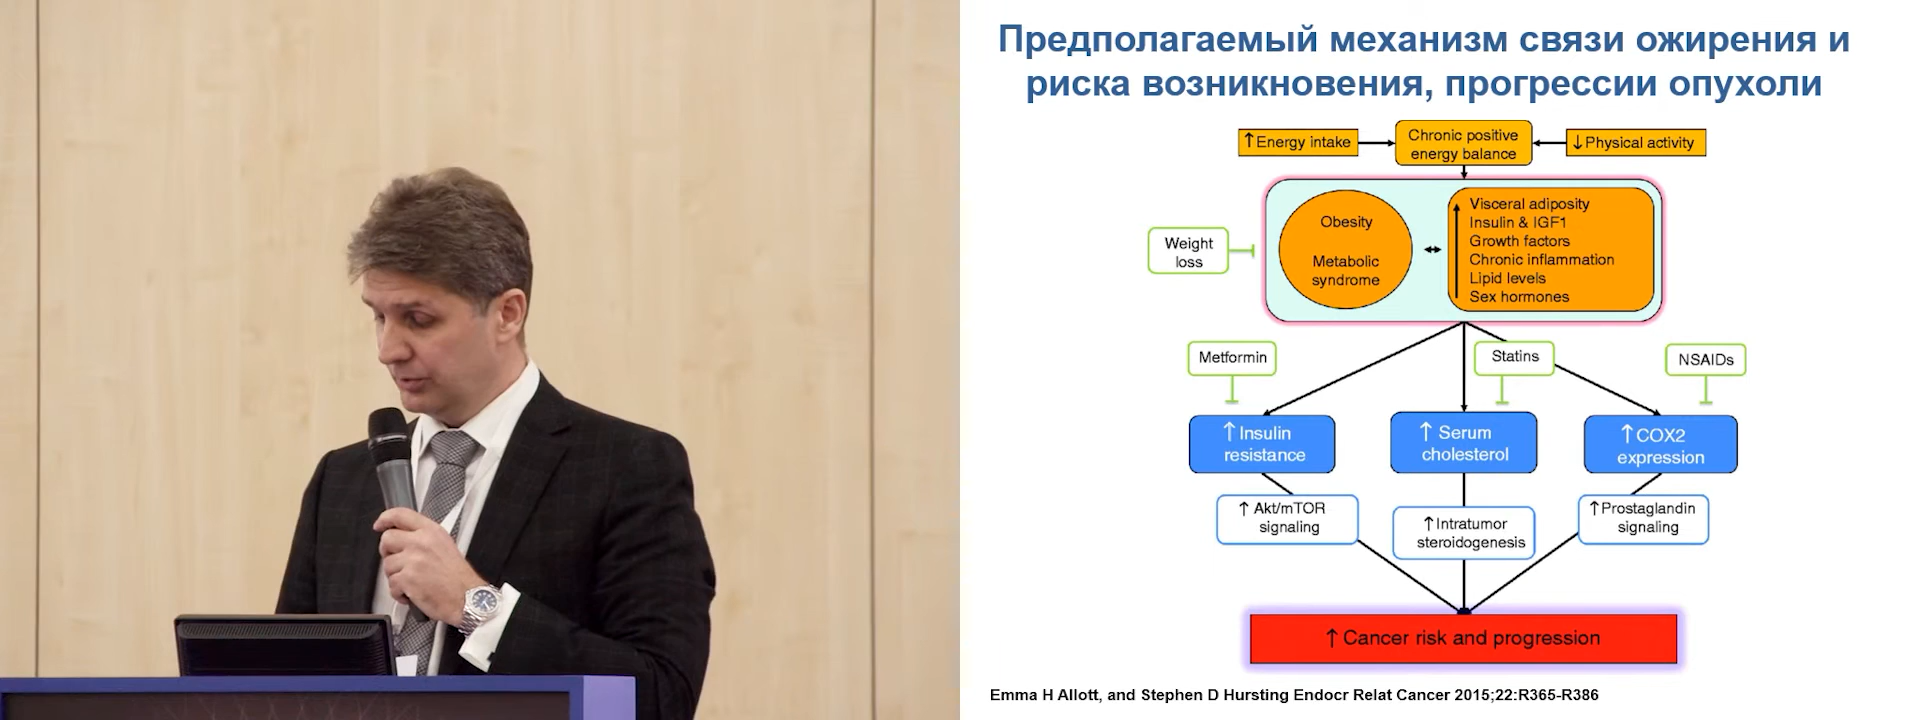 Предполагаемый механизм связи ожирения и
риска возникновения, прогрессии опухоли
↑Energy intake
Chronic positive
energy balance
↓Physical activity
Weight
loss
Obesity
Metabolic
syndrome
Visceral adiposity
Insulin & IGF1
Growth factors
Chronic inflammation
Lipid levels
Sex hormones
Metformin
Statins
NSAIDs
↑Insulin
resistance
↑ Serum
cholesterol
↑COX2
expression
↑ Akt/mTOR
signaling
↑Intratumor
steroidogenesis
↑Prostaglandin
signaling
↑ Cancer risk and progression
Emma H Allott, and Stephen D Hursting Endocr Relat Cancer 2015;22:R365-R386